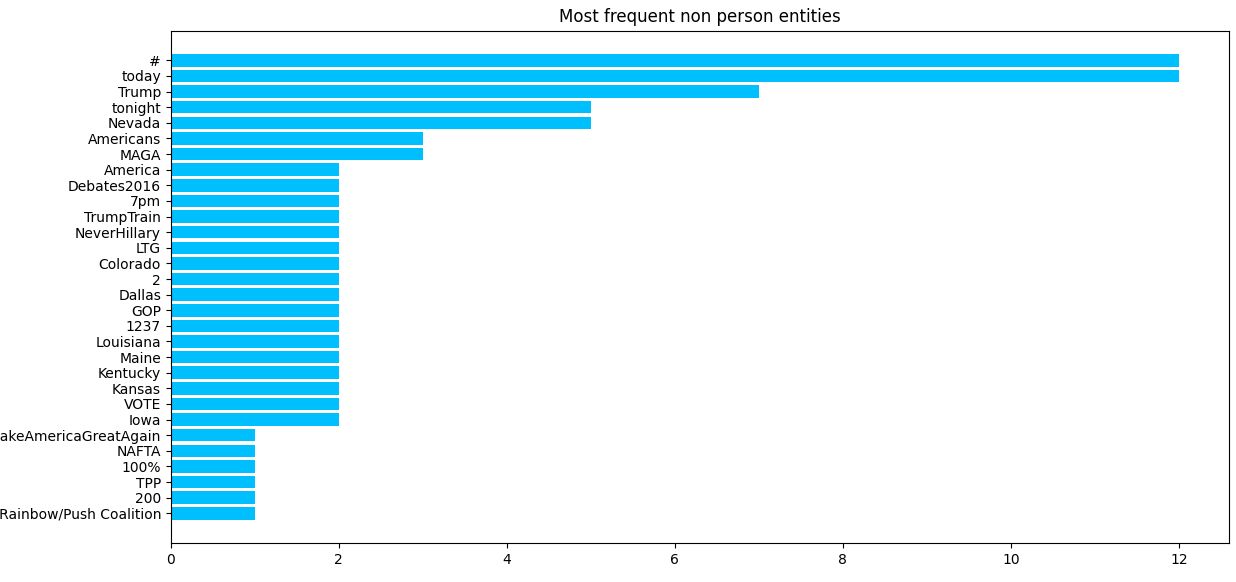 Most frequent non person entities
#
today
Trump
tonight
Nevada
Americans
MAGA
America
Debates2016
7pm
TrumpTrain
NeverHillary
LTG
Colorado
2
Dallas
GOP
1237
Louisiana
Maine
Kentucky
Kansas
VOTE
Iowa
akeAmericaGreatAgain
NAFTA
100%
TPP
200
Rainbow/Push Coalition
0 2 4 6 8 10 12